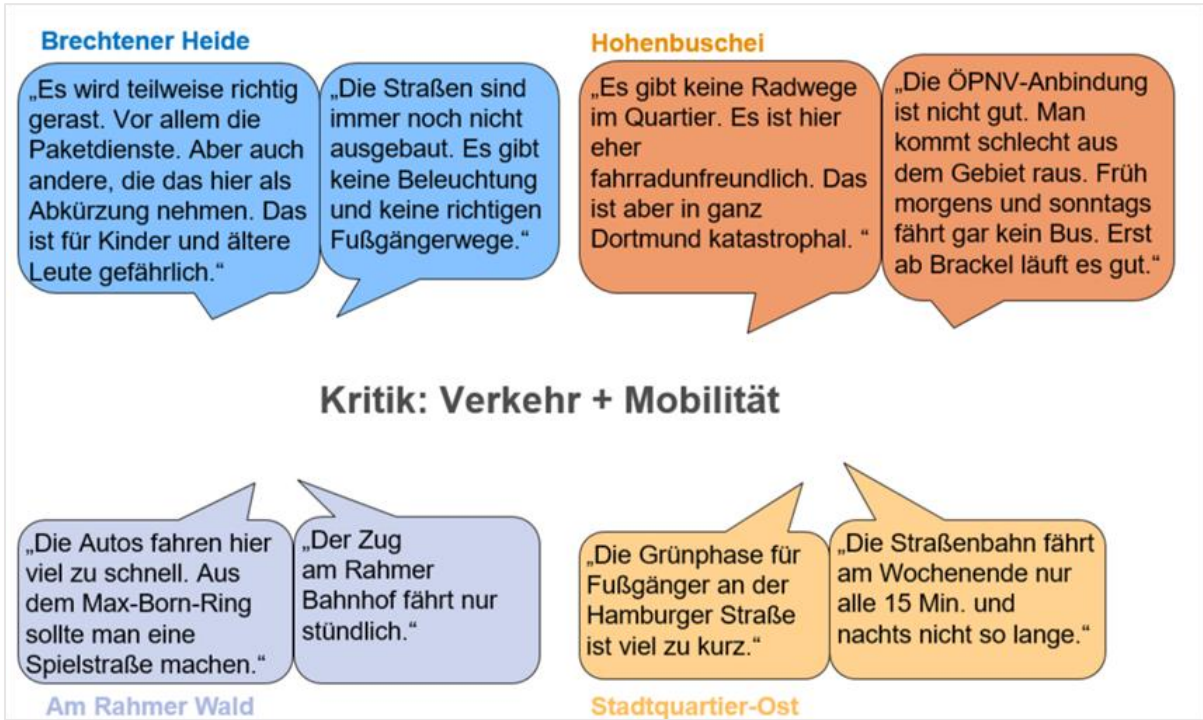 Brechtener Heide
„Es wird teilweise richtig
gerast. Vor allem die
Paketdienste. Aber auch
andere, die das hier als
Abkürzung nehmen. Das
ist für Kinder und ältere
Leute gefährlich.“
„Die Straßen sind
immer noch nicht
ausgebaut. Es gibt
keine Beleuchtung
und keine richtigen
Fußgängerwege.“
Hohenbuschei
„Es gibt keine Radwege
im Quartier. Es ist hier
eher
fahrradunfreundlich. Das
ist aber in ganz
Dortmund katastrophal. “
„Die ÖPNV-Anbindung
ist nicht gut. Man
kommt schlecht aus
dem Gebiet raus. Früh
morgens und sonntags
fährt gar kein Bus. Erst
ab Brackel läuft es gut.“
Kritik: Verkehr + Mobilität
„Die Autos fahren hier
viel zu schnell. Aus
dem Max-Born-Ring
sollte man eine
Spielstraße machen.“
„Der Zug
am Rahmer
Bahnhof fährt nur
stündlich.“
Am Rahmer Wald
„Die Grünphase für
Fußgänger an der
Hamburger Straße
ist viel zu kurz.“
„Die Straßenbahn fährt
am Wochenende nur
alle 15 Min. und
nachts nicht so lange.“
Stadtquartier-Ost